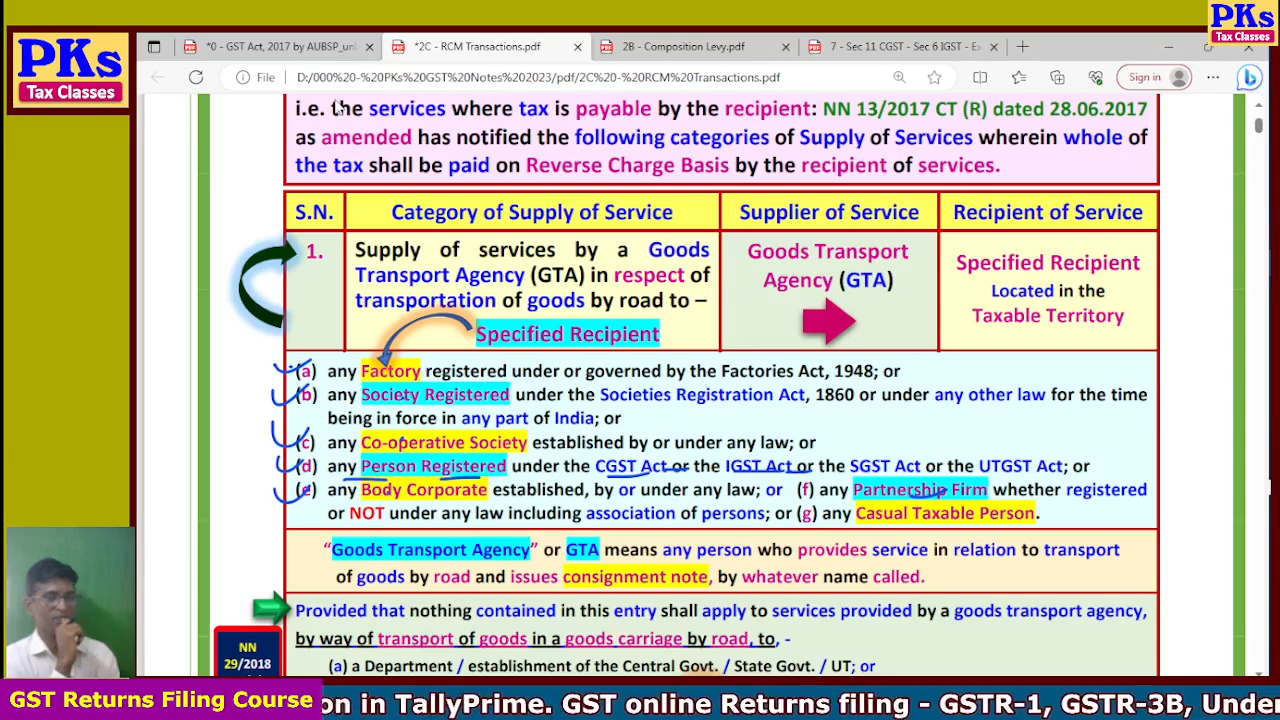 PKs
Tax Classes
PKs
Tax Classes
*0 - GST Act, 2017 by AUBSP_unl
*2C - RCM Transactions.pdf
2B - Composition Levy.pdf
7 - Sec 11 CGST - Sec 6 IGST - Ex
File
D:/000%20-%20PKs%20GST%20Notes%202023/pdf/2C%20-%20RCM%20Transactions.pdf
Sign in
i.e. the services where tax is payable by the recipient: NN 13/2017 CT (R) dated 28.06.2017
as amended has notified the following categories of Supply of Services wherein whole of
the tax shall be paid on Reverse Charge Basis by the recipient of services.
S.N. Category of Supply of Service Supplier of Service Recipient of Service
1.
Supply of services by a Goods
Transport Agency (GTA) in respect of
transportation of goods by road to –
Specified Recipient
Goods Transport
Agency (GTA)
Specified Recipient
Located in the
Taxable Territory
(a) any Factory registered under or governed by the Factories Act, 1948; or
(b) any Society Registered under the Societies Registration Act, 1860 or under any other law for the time
being in force in any part of India; or
(c) any Co-operative Society established by or under any law; or
(d) any Person Registered under the CGST Act or the IGST Act or the SGST Act or the UTGST Act; or
(e) any Body Corporate established, by or under any law; or (f) any Partnership Firm whether registered
or NOT under any law including association of persons; or (g) any Casual Taxable Person.
“Goods Transport Agency” or GTA means any person who provides service in relation to transport
of goods by road and issues consignment note, by whatever name called.
Provided that nothing contained in this entry shall apply to services provided by a goods transport agency,
by way of transport of goods in a goods carriage by road, to, -
NN
29/2018
(a) a Department / establishment of the Central Govt. / State Govt. / UT; or
GST Returns Filing Course
on in TallyPrime. GST online Returns filing - GSTR-1, GSTR-3B, Under